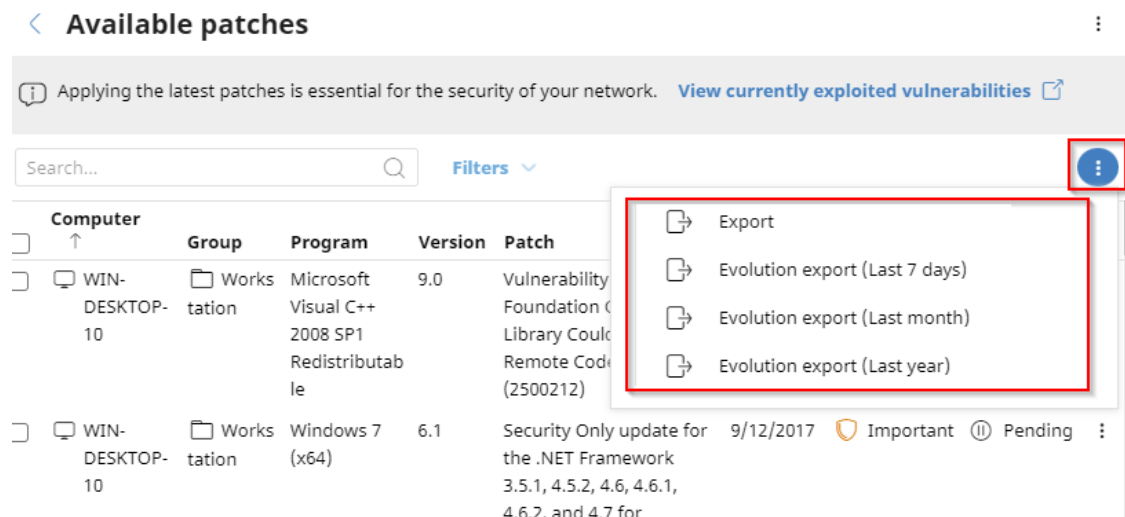 Available patches
Applying the latest patches is essential for the security of your network. View currently exploited vulnerabilities
Search...
Filters
Export
Evolution export (Last 7 days)
Evolution export (Last month)
Evolution export (Last year)
Computer Group Program Version Patch
WIN- Works Microsoft 9.0 Vulnerability
DESKTOP- tation Visual C++ Foundation
10 2008 SP1 Library
Redistributab Remote
le (2500212)
WIN- Works Windows 7 6.1 Security Only update for 9/12/2017 Important Pending
DESKTOP- tation (x64) the .NET Framework
10 3.5.1, 4.5.2, 4.6, 4.6.1,
4.6.2, and 4.7 for